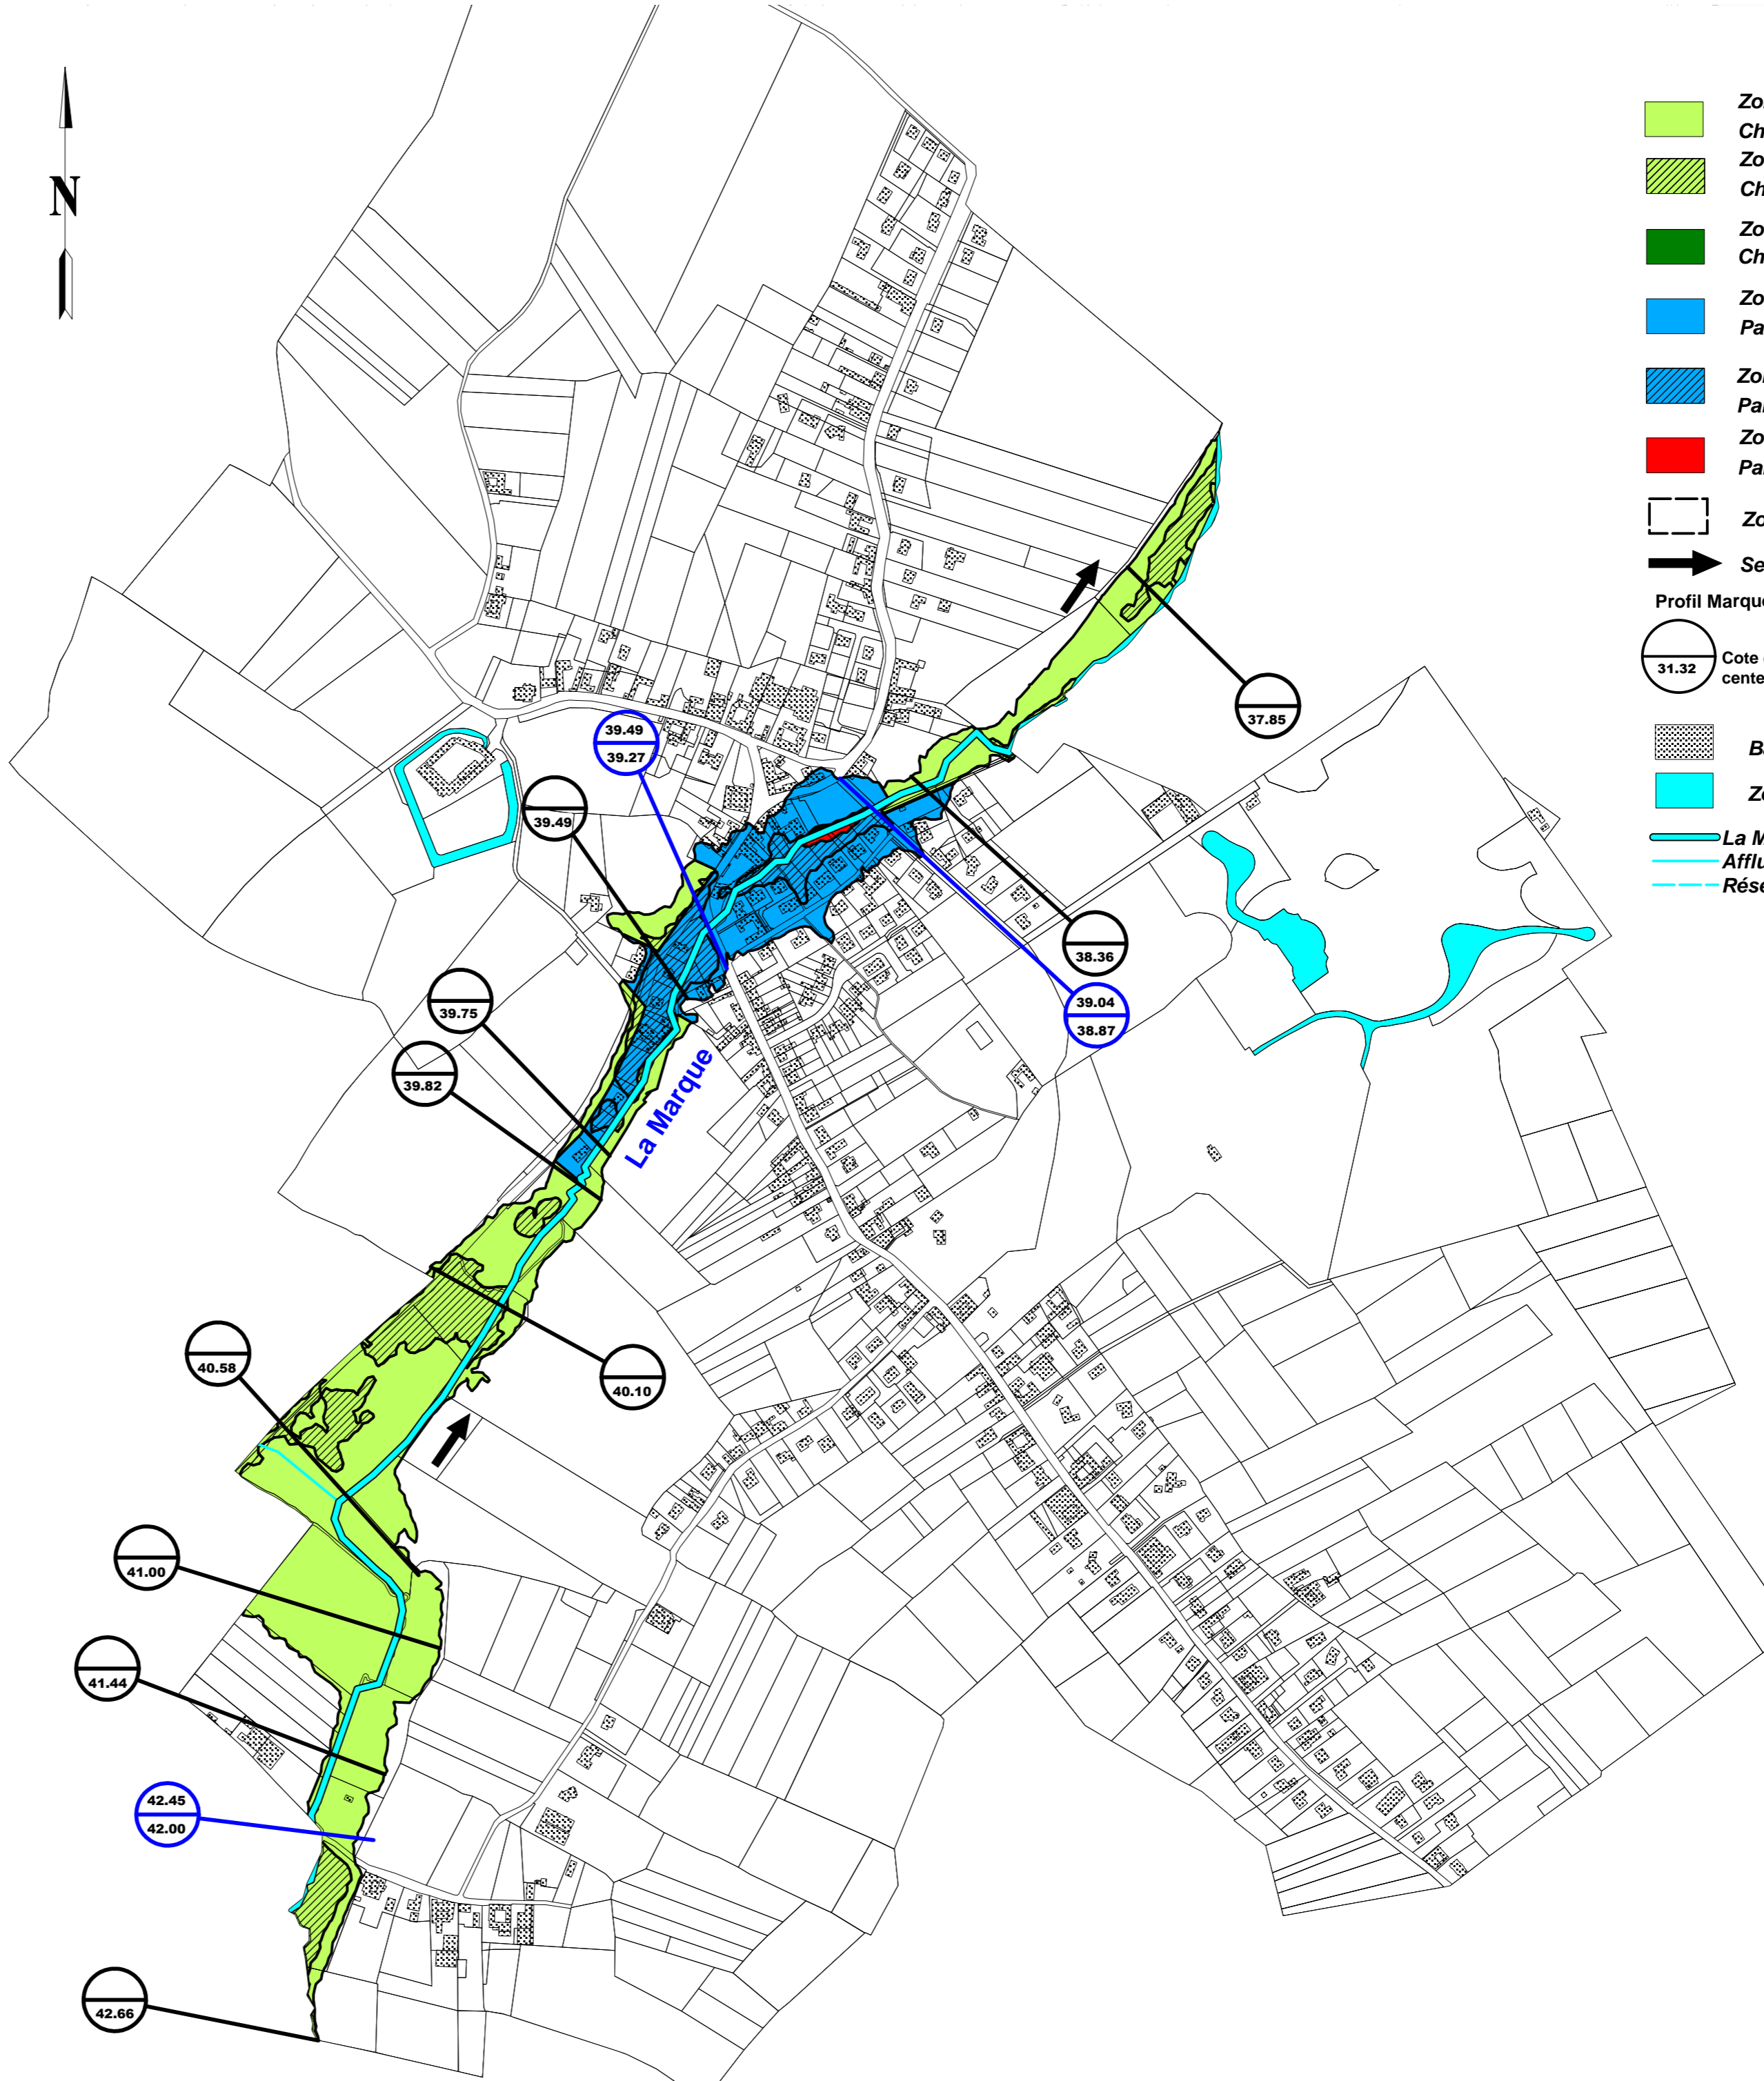 N
Zo
Ch
Zo
Ch
Zo
Ch
Zo
Pa
Zo
Pa
Zo
Pa
Zo
Se
Profil Marque
31.32
Cote
cente
B
Z
La M
Afflu
Rése
37.85
39.49
39.27
39.49
38.36
39.04
38.87
39.75
39.82
La Marque
40.58
40.10
41.00
41.44
42.45
42.00
42.66